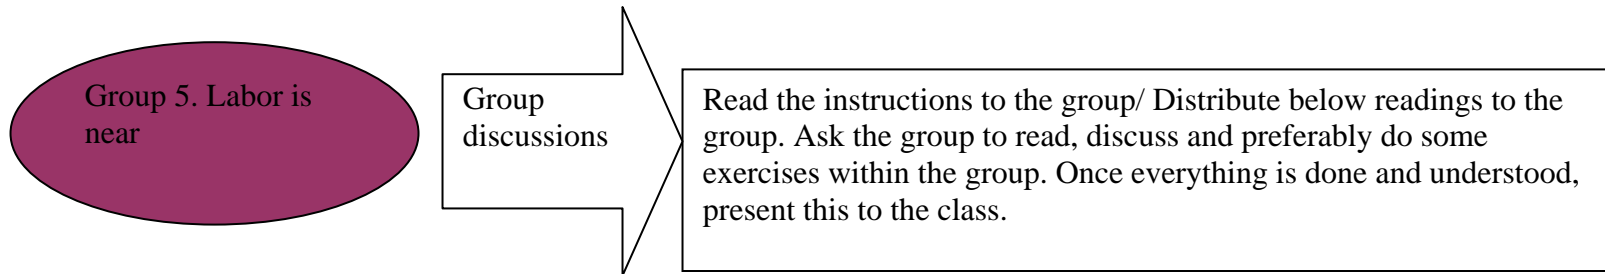 Group 5. Labor is
near
Group
discussions
Read the instructions to the group/ Distribute below readings to the
group. Ask the group to read, discuss and preferably do some
exercises within the group. Once everything is done and understood,
present this to the class.